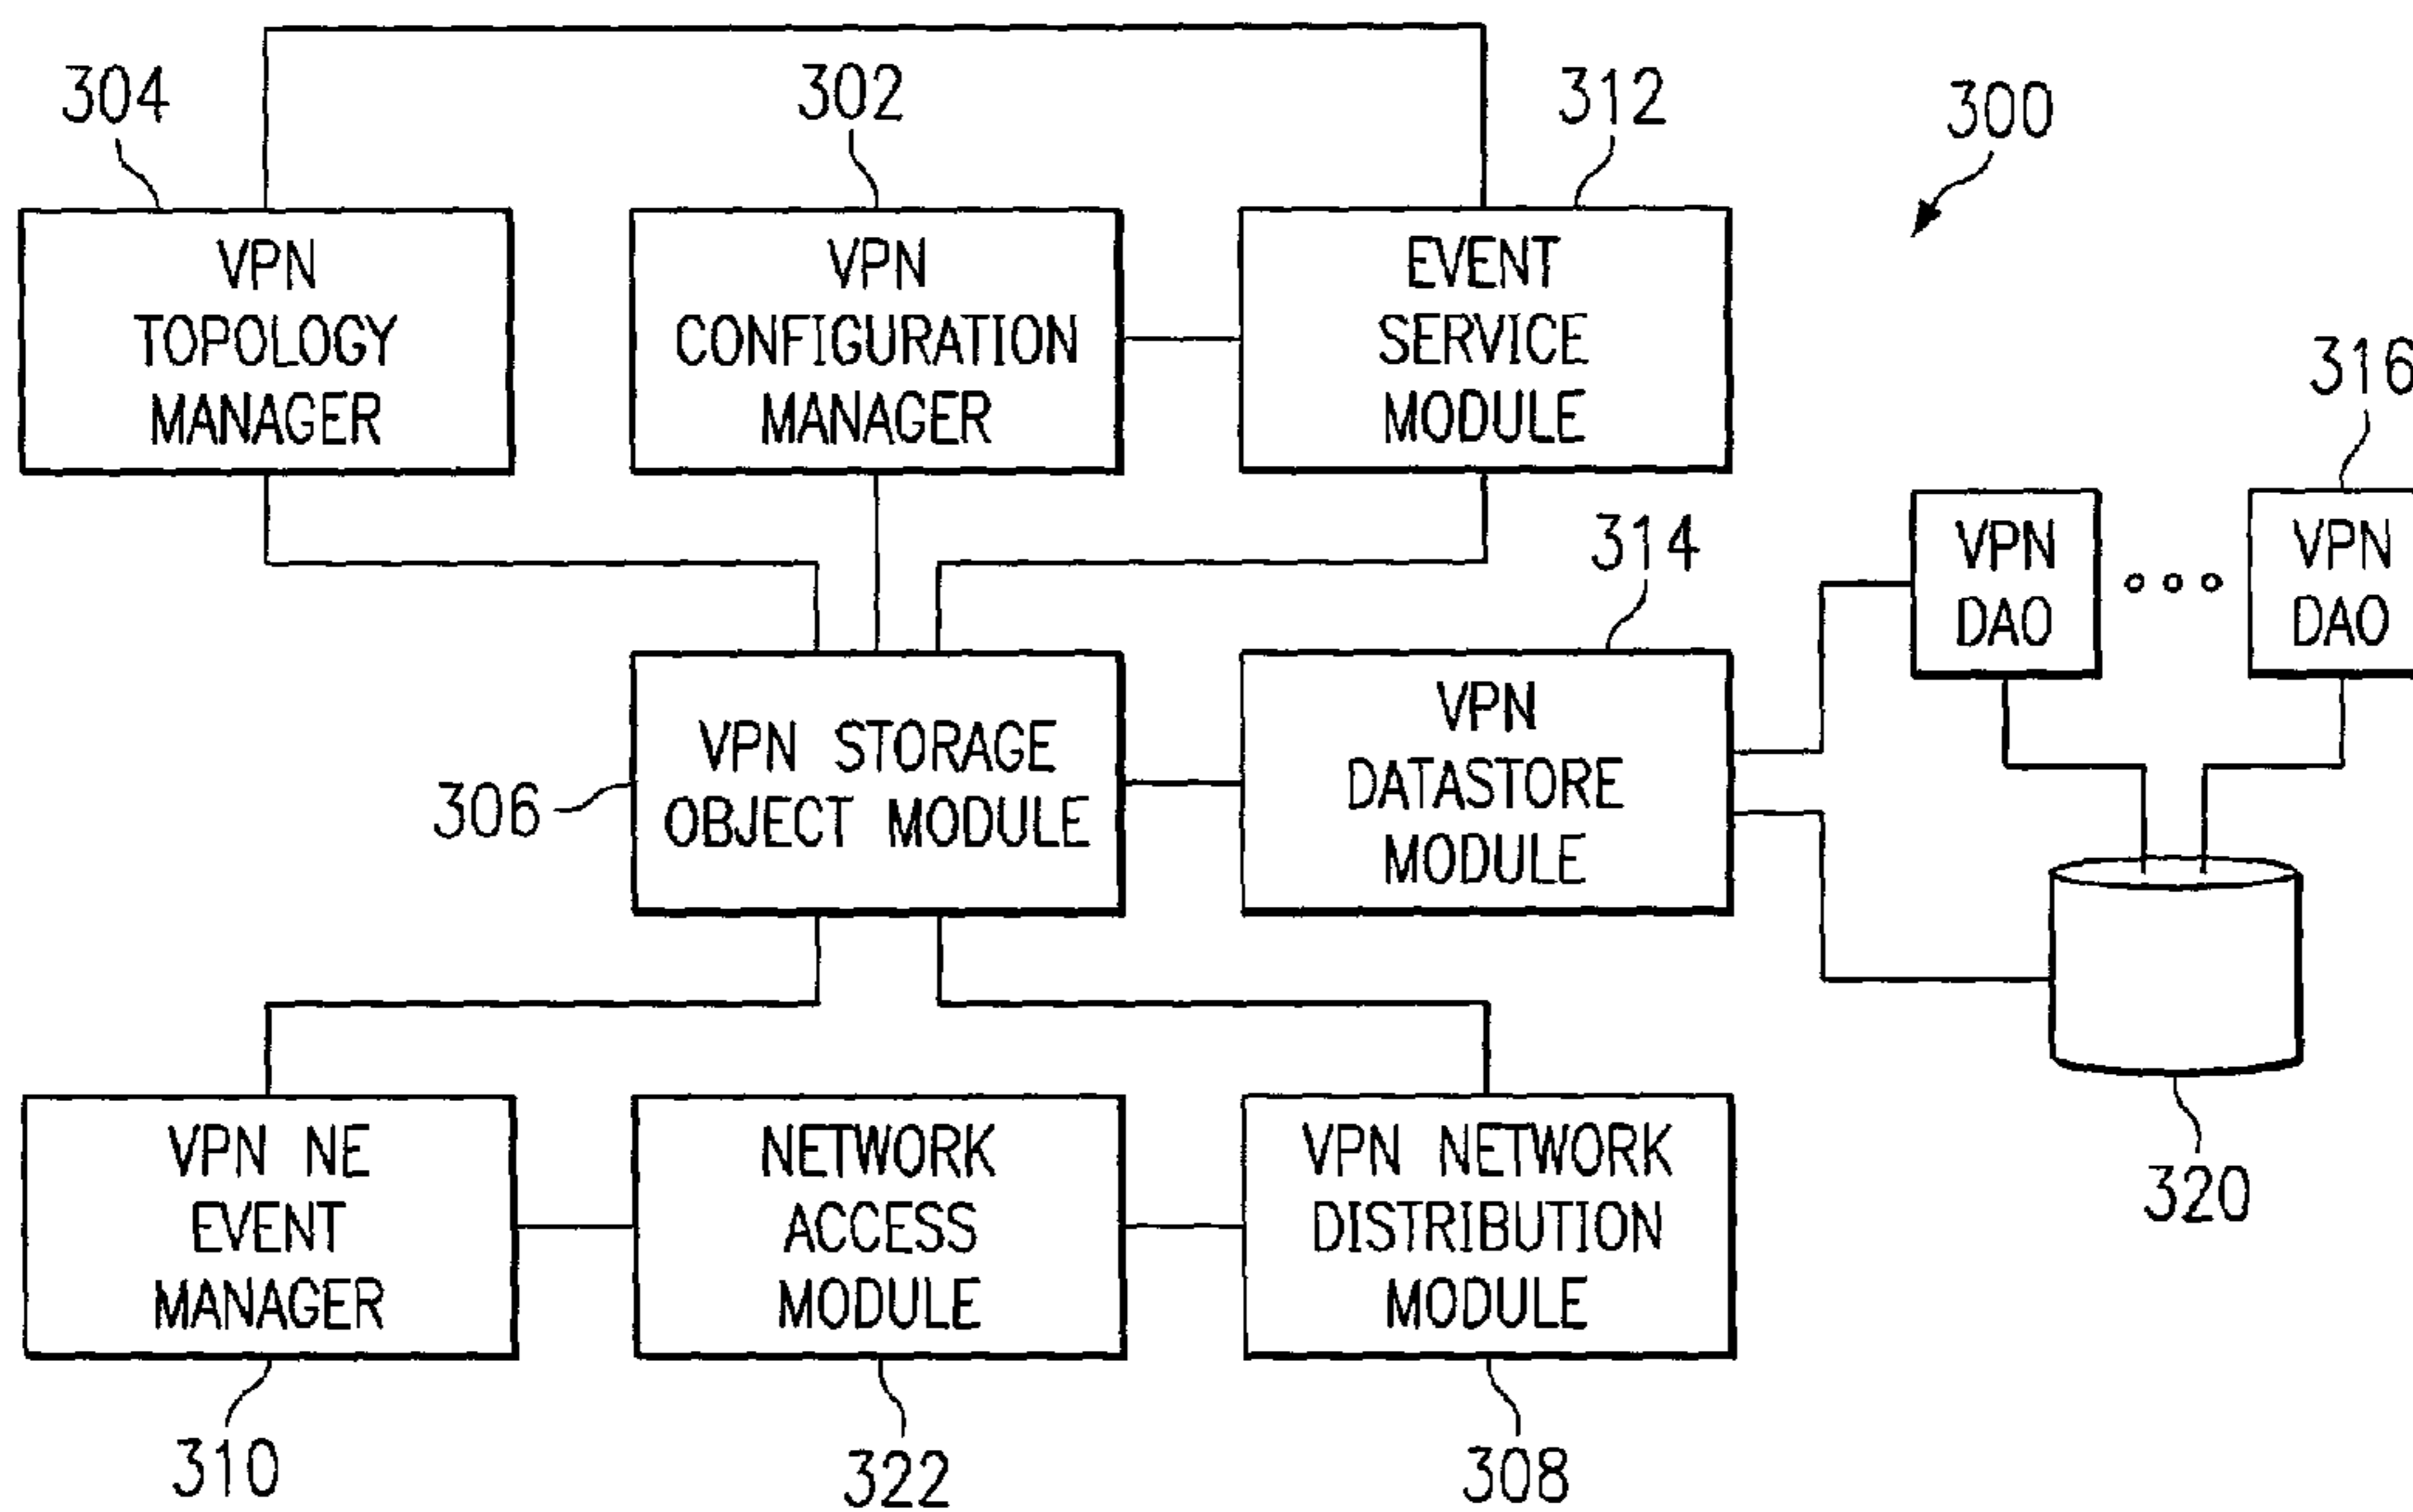 304
302
312
300
VPN
TOPOLOGY
MANAGER
VPN
CONFIGURATION
MANAGER
EVENT
SERVICE
MODULE
316
314
VPN
DAO
VPN
DAO
306
VPN STORAGE
OBJECT MODULE
VPN
DATASTORE
MODULE
VPN NE
EVENT
MANAGER
NETWORK
ACCESS
MODULE
VPN NETWORK
DISTRIBUTION
MODULE
320
310
322
308